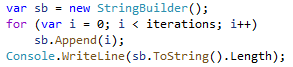 var sb = new StringBuilder();
for (var i = 0; i < iterations; i++)
    sb.Append(i);
Console.WriteLine(sb.ToString().Length);